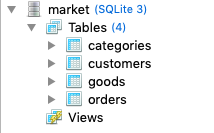 market (SQLite 3)
Tables (4)
categories
customers
goods
orders
Views